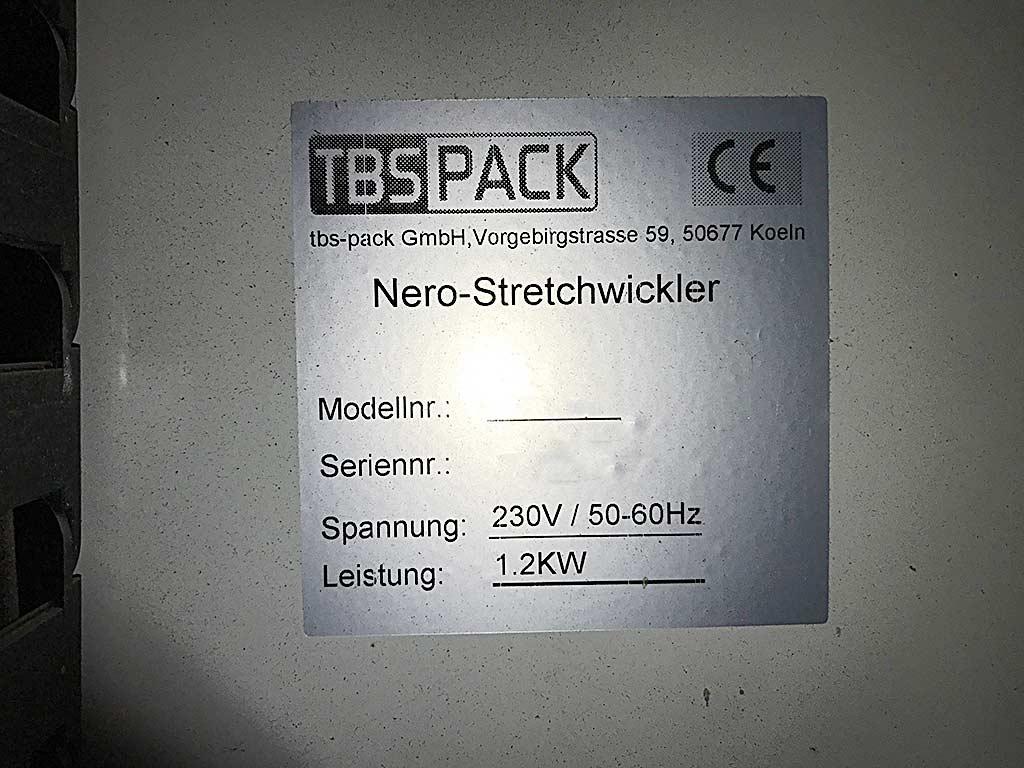 TBS PACK CE
tbs-pack GmbH,Vorgebirgstrasse 59, 50677 Koeln
Nero-Stretchwickler
Modellnr.:
Seriennr.:
Spannung: 230V / 50-60Hz
Leistung: 1.2KW